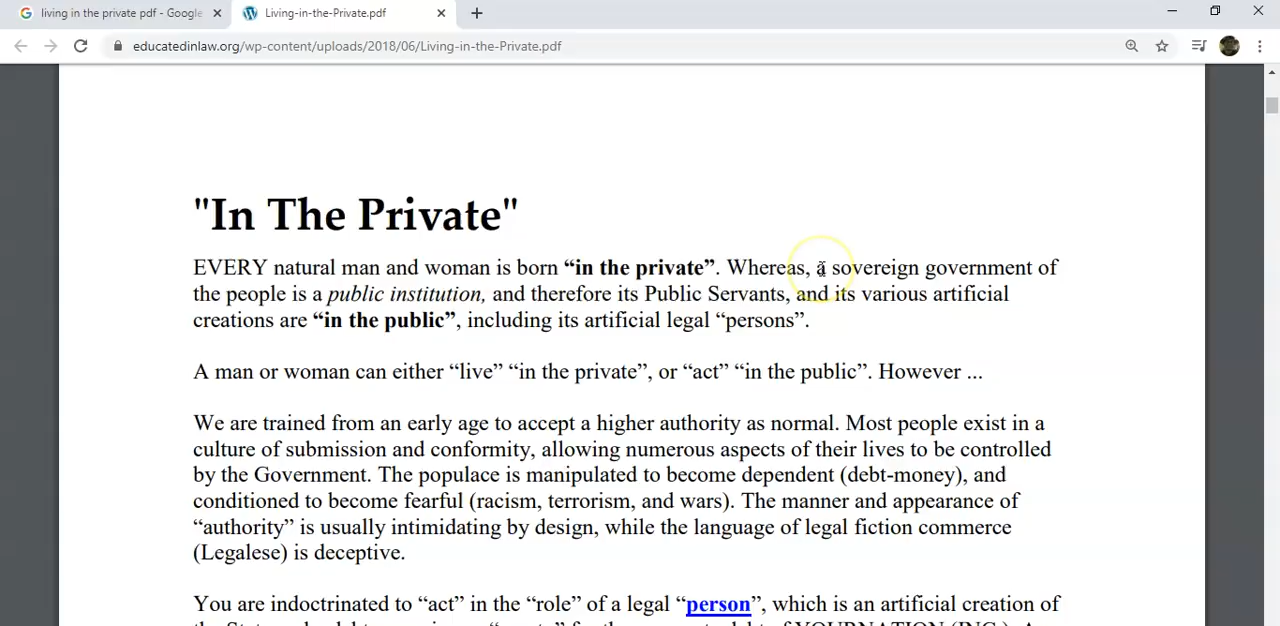 living in the private pdf - Google
Living-in-the-Private.pdf
educatedinlaw.org/wp-content/uploads/2018/06/Living-in-the-Private.pdf
"In The Private"
EVERY natural man and woman is born “in the private”. Whereas, a sovereign government of
the people is a public institution, and therefore its Public Servants, and its various artificial
creations are “in the public”, including its artificial legal “persons”.
A man or woman can either “live” “in the private”, or “act” “in the public”. However ...
We are trained from an early age to accept a higher authority as normal. Most people exist in a
culture of submission and conformity, allowing numerous aspects of their lives to be controlled
by the Government. The populace is manipulated to become dependent (debt-money), and
conditioned to become fearful (racism, terrorism, and wars). The manner and appearance of
“authority” is usually intimidating by design, while the language of legal fiction commerce
(Legalese) is deceptive.
You are indoctrinated to “act” in the “role” of a legal “person”, which is an artificial creation of